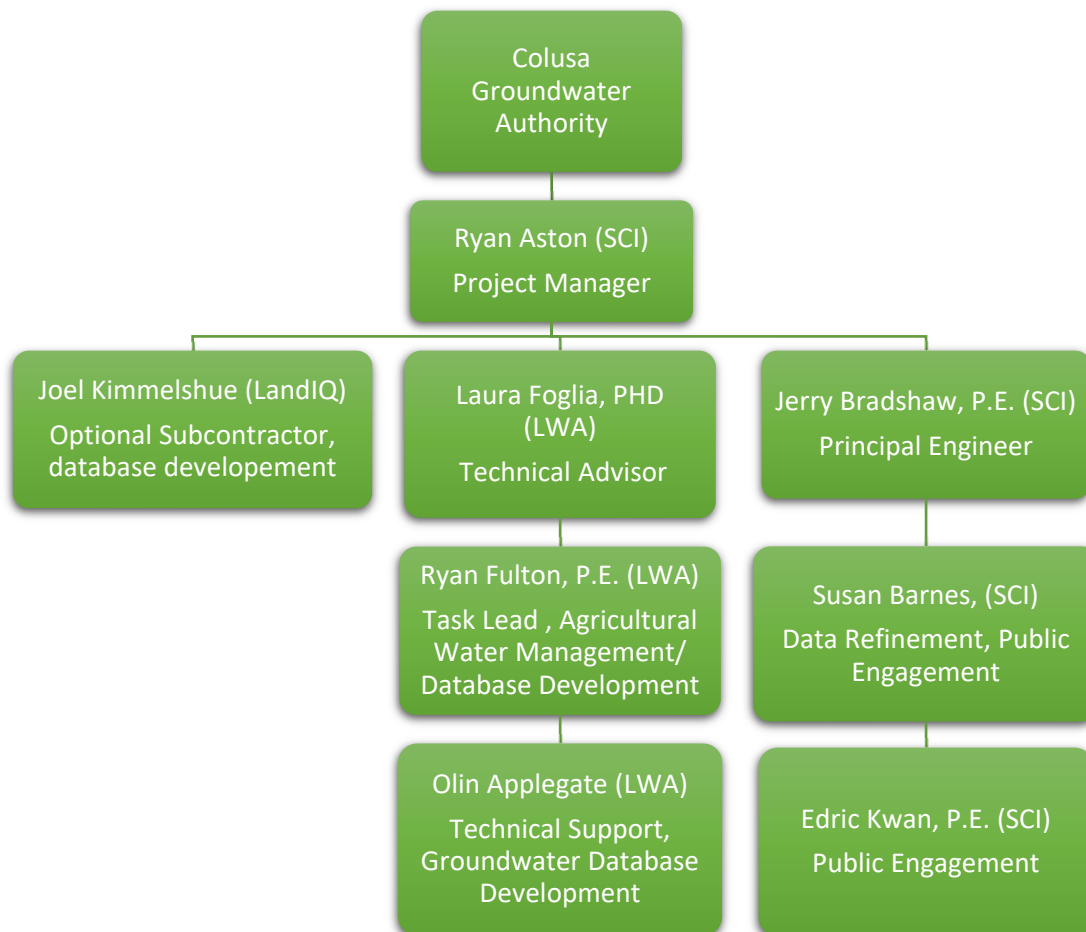 Colusa
Groundwater
Authority
Ryan Aston (SCI)
Project Manager
Joel Kimmelshue (LandIQ)
Optional Subcontractor,
database developement
Laura Foglia, PHD
(LWA)
Technical Advisor
Jerry Bradshaw, P.E. (SCI)
Principal Engineer
Ryan Fulton, P.E. (LWA)
Task Lead , Agricultural
Water Management/
Database Development
Susan Barnes, (SCI)
Data Refinement, Public
Engagement
Olin Applegate (LWA)
Technical Support,
Groundwater Database
Development
Edric Kwan, P.E. (SCI)
Public Engagement